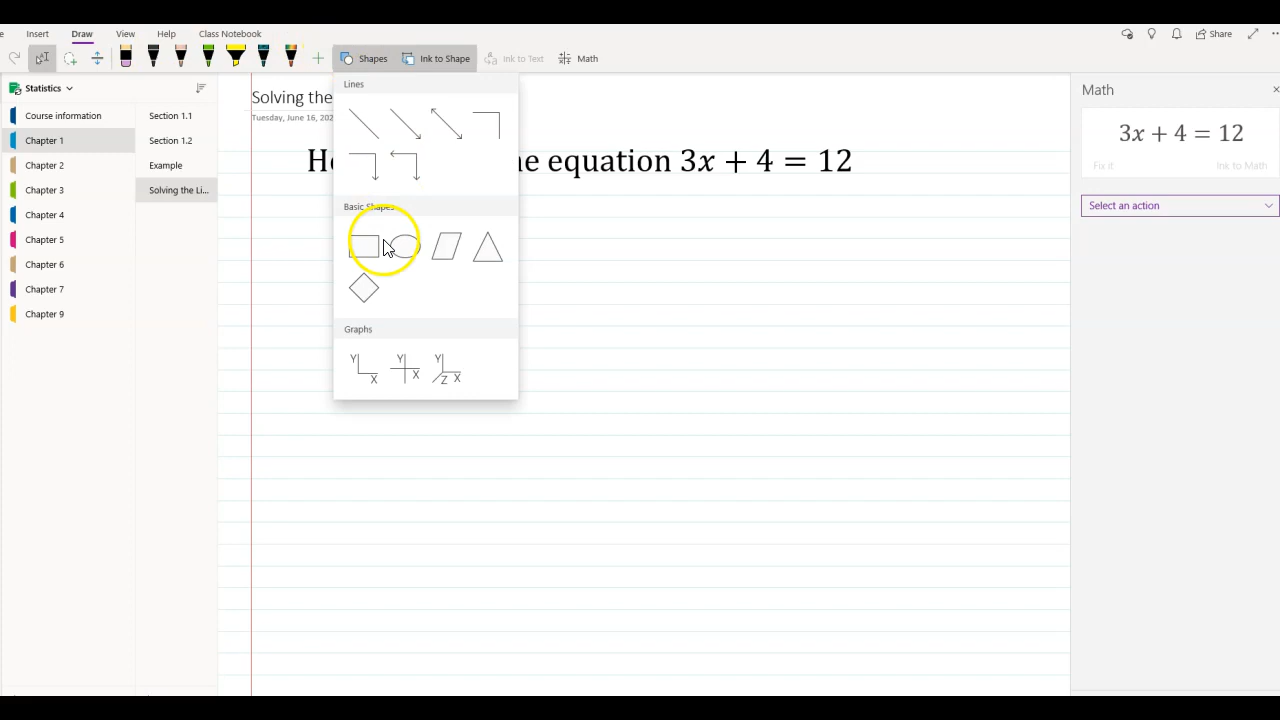 Insert Draw View Help Class Notebook Share
Shapes Ink to Shape Ink to Text Math
Statistics
Course information
Chapter 1
Chapter 2
Chapter 3
Chapter 4
Chapter 5
Chapter 6
Chapter 7
Chapter 9
Section 1.1
Section 1.2
Example
Solving the Li...
Lines
Basic Shapes
Graphs
Y X Y X Y Z X
Solving the
Tuesday, June 16, 202
equation 3x + 4 = 12
Math
3x + 4 = 12
Fix it Ink to Math
Select an action